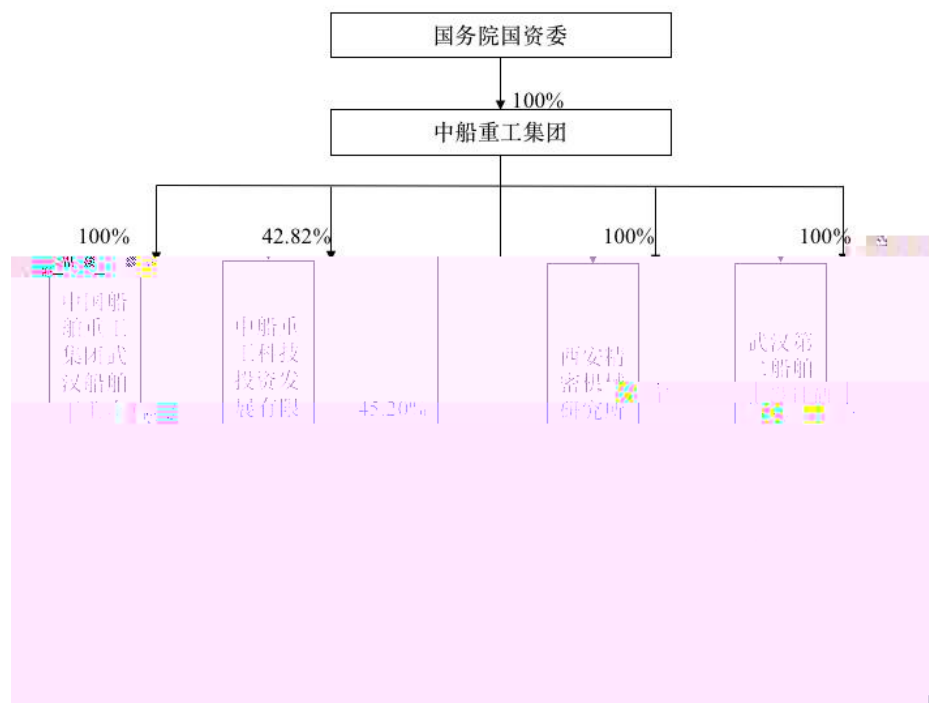 国务院国资委
100%
中船重工集团
100%
42.82%
100%
100%
中国船
舶重工
集团武
汉船舶
中船重
工科技
投资发
展有限
45.20%
西安精
密机械
研究所
武汉第
二船舶